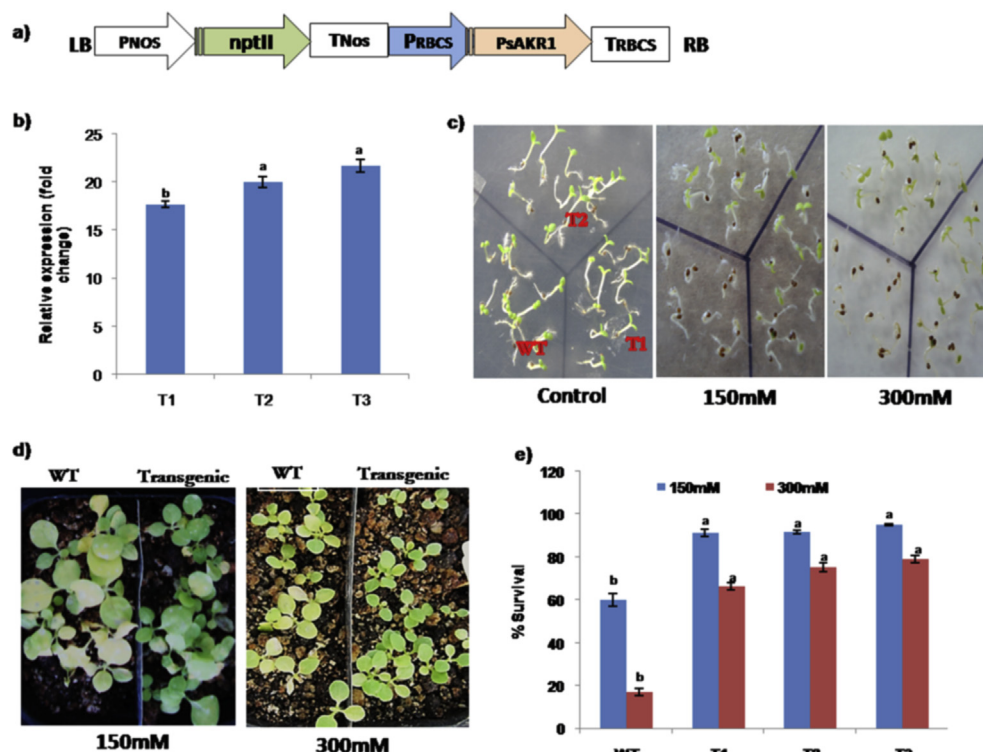 a)
LB PNOS nptII TNos PRBCS PsAKR1 TRBCS RB
b)
Relative expression (fold change)
25
20
15
10
5
0
b
a
a
T1 T2 T3
c)
T2
WT
T1
Control 150mM 300mM
d)
WT Transgenic WT Transgenic
150mM 300mM
e)
% Survival
120
100
80
60
40
20
0
150mM 300mM
b
b
a
a
a
a
a
a
WT T1